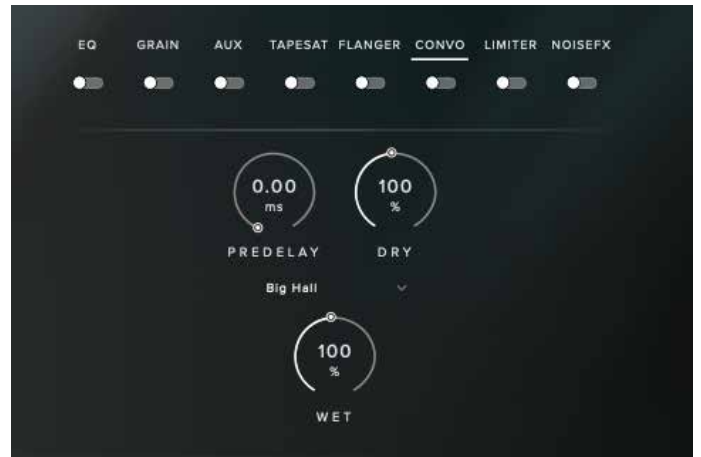 EQ GRAIN AUX TAPESAT FLANGER CONVO LIMITER NOISEFX
0.00 100
ms %
PREDELAY DRY
Big Hall
100
%
WET